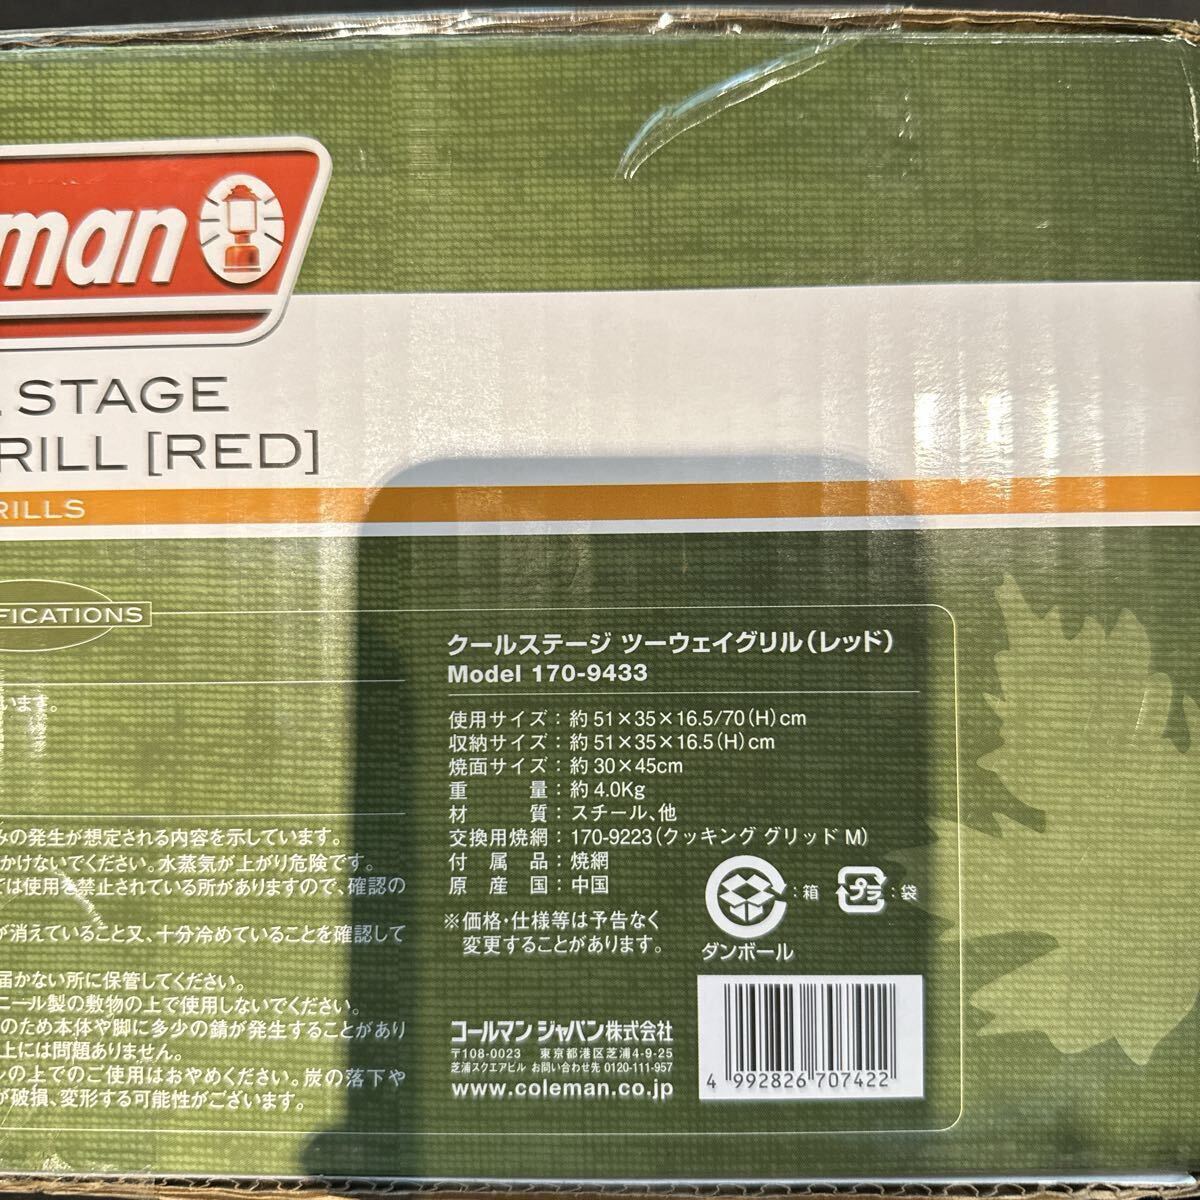 man
STAGE
RILL [RED]
RILLS
FICATIONS
クールステージ ツーウェイグリル(レッド)
Model 170-9433
使用サイズ：約51×35×16.5/70(H)cm
収納サイズ：約51×35×16.5(H)cm
焼面サイズ：約30×45cm
重　　量：約4.0Kg
材　　質：スチール、他
交換用焼網：170-9223(クッキング グリッド M)
付 属 品：焼網
原 産 国：中国
※価格・仕様等は予告なく
変更することがあります。
：箱
プラ
：袋
ダンボール
コールマン ジャパン株式会社
〒108-0023　東京都港区芝浦4-9-25
芝浦スクエアビル お問い合わせ先 0120-111-957
www.coleman.co.jp
4 992826 707422
います。
みの発生が想定される内容を示しています。
かけないでください。水蒸気が上がり危険です。
では使用を禁止されている所がありますので、確認の
が消えていること又、十分冷めていることを確認して
届かない所に保管してください。
ニール製の敷物の上で使用しないでください。
のため本体や脚に多少の錆が発生することがあり
上には問題ありません。
ルの上でのご使用はおやめください。炭の落下や
が破損、変形する可能性がございます。